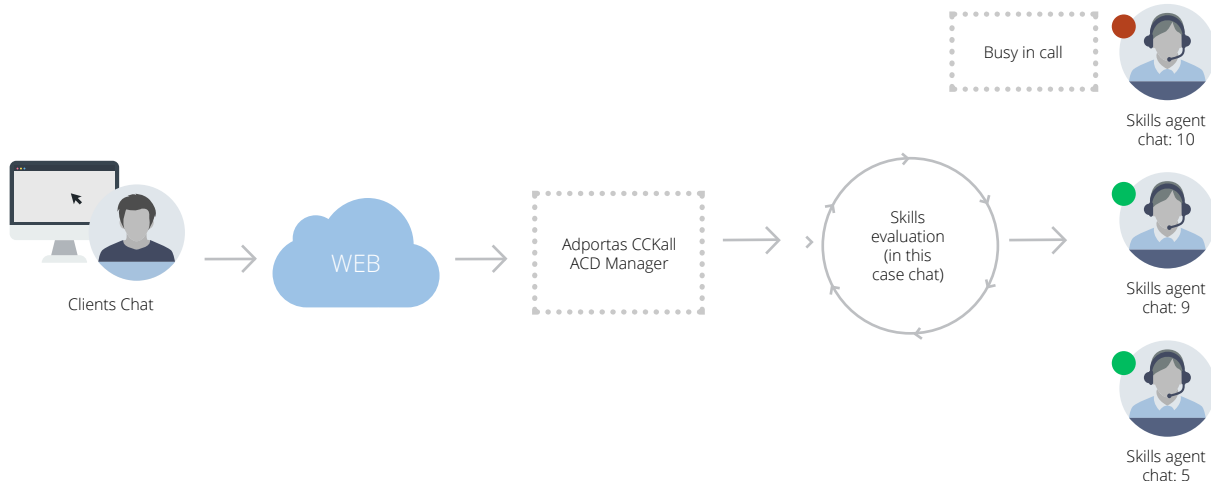 Busy in call
Skills agent
chat: 10
Clients Chat
WEB
Adportas CCKall
ACD Manager
Skills
evaluation
(in this
case chat)
Skills agent
chat: 9
Skills agent
chat: 5